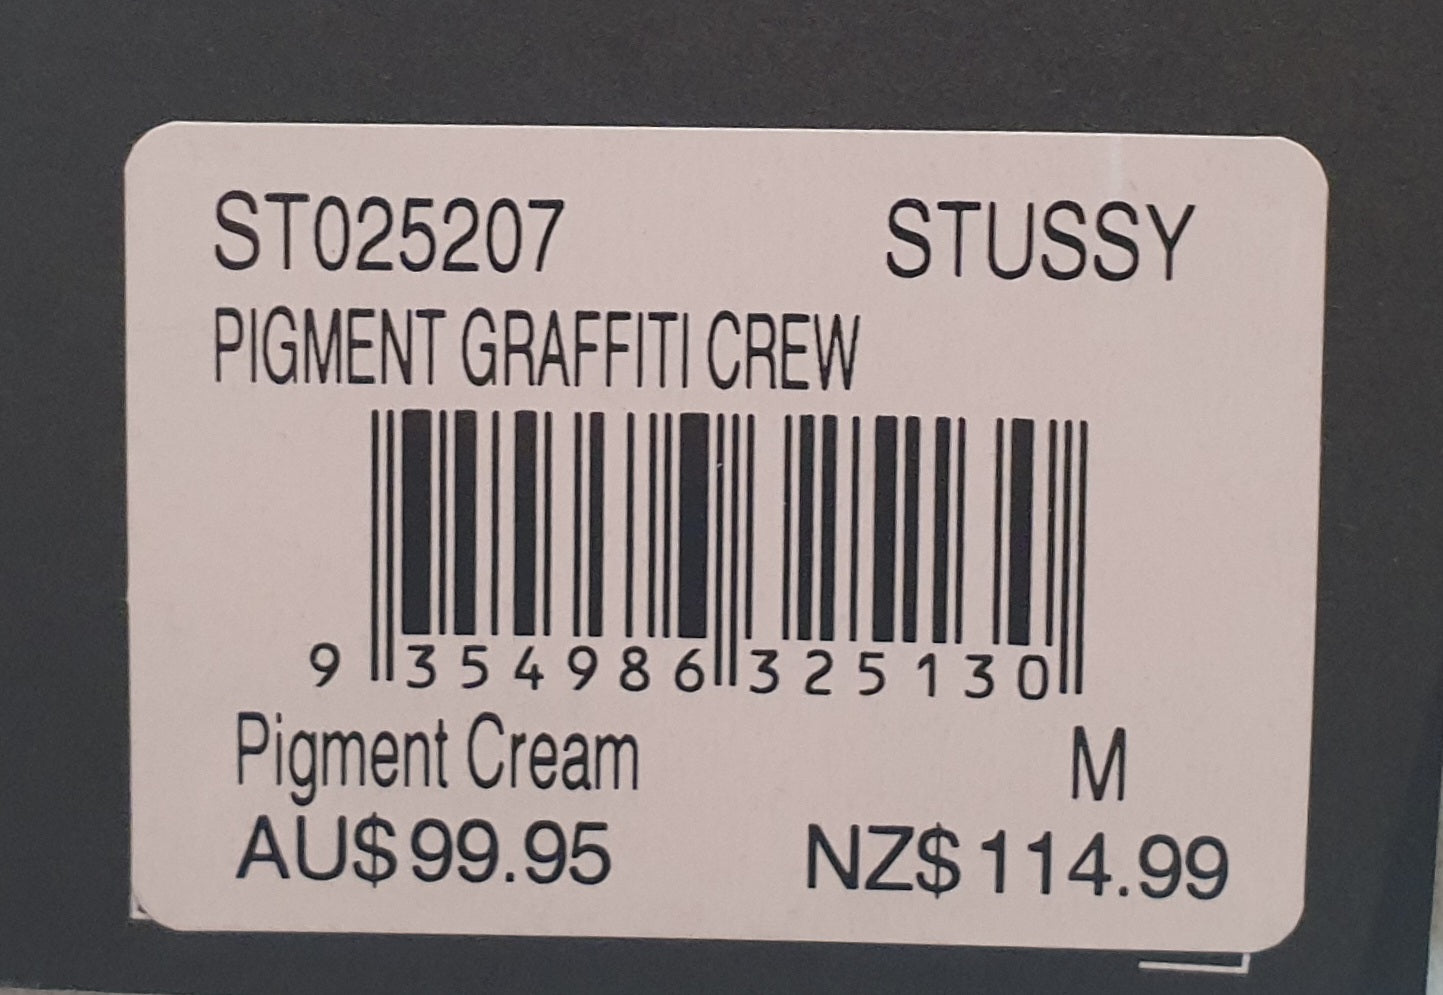 ST025207 STUSSY
PIGMENT GRAFFITI CREW
9 354986 325130
Pigment Cream M
AU$99.95 NZ$114.99